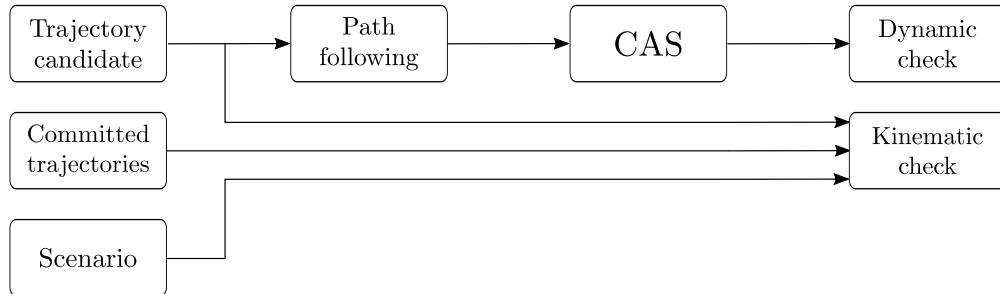 Trajectory
candidate
Path
following
CAS
Dynamic
check
Committed
trajectories
Kinematic
check
Scenario